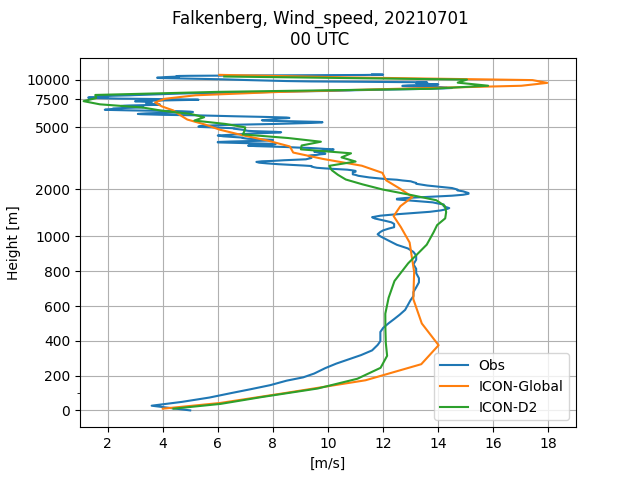 Falkenberg, Wind_speed, 20210701
00 UTC
10000
7500
5000
2000
1000
800
600
400
200
0
Height [m]
2 4 6 8 10 12 14 16 18
[m/s]
Obs
ICON-Global
ICON-D2